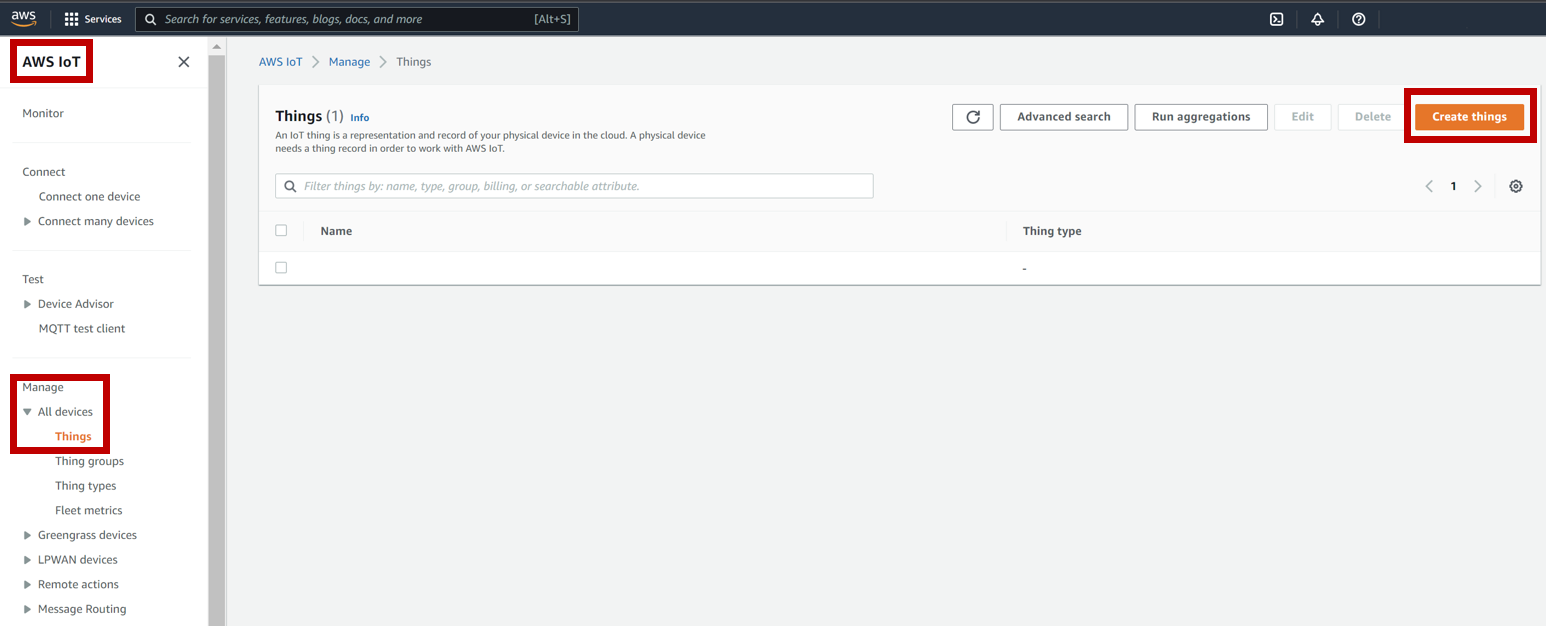 aws
Services
Search for services, features, blogs, docs, and more [Alt+S]
AWS IoT
Monitor
Connect
Connect one device
Connect many devices
Test
Device Advisor
MQTT test client
Manage
All devices
Things
Thing groups
Thing types
Fleet metrics
Greengrass devices
LPWAN devices
Remote actions
Message Routing
AWS IoT Manage Things
Things (1) Info
An IoT thing is a representation and record of your physical device in the cloud. A physical device
needs a thing record in order to work with AWS IoT.
Advanced search
Run aggregations
Edit
Delete
Create things
Filter things by: name, type, group, billing, or searchable attribute.
1
Name Thing type
-